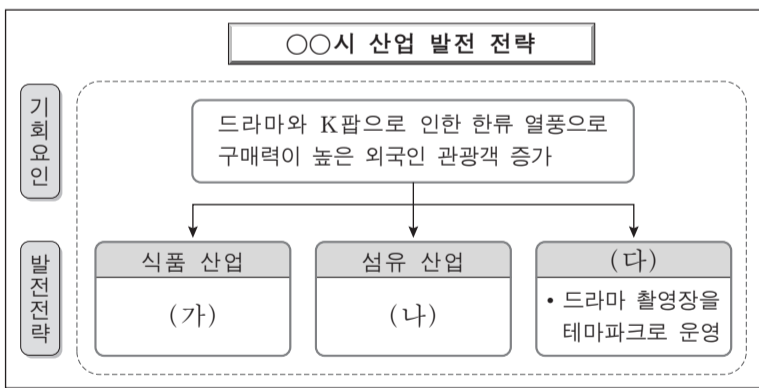 ○○시 산업 발전 전략
기회요인
드라마와 K팝으로 인한 한류 열풍으로
구매력이 높은 외국인 관광객 증가
발전전략
식품 산업
(가)
섬유 산업
(나)
(다)
• 드라마 촬영장을
테마파크로 운영